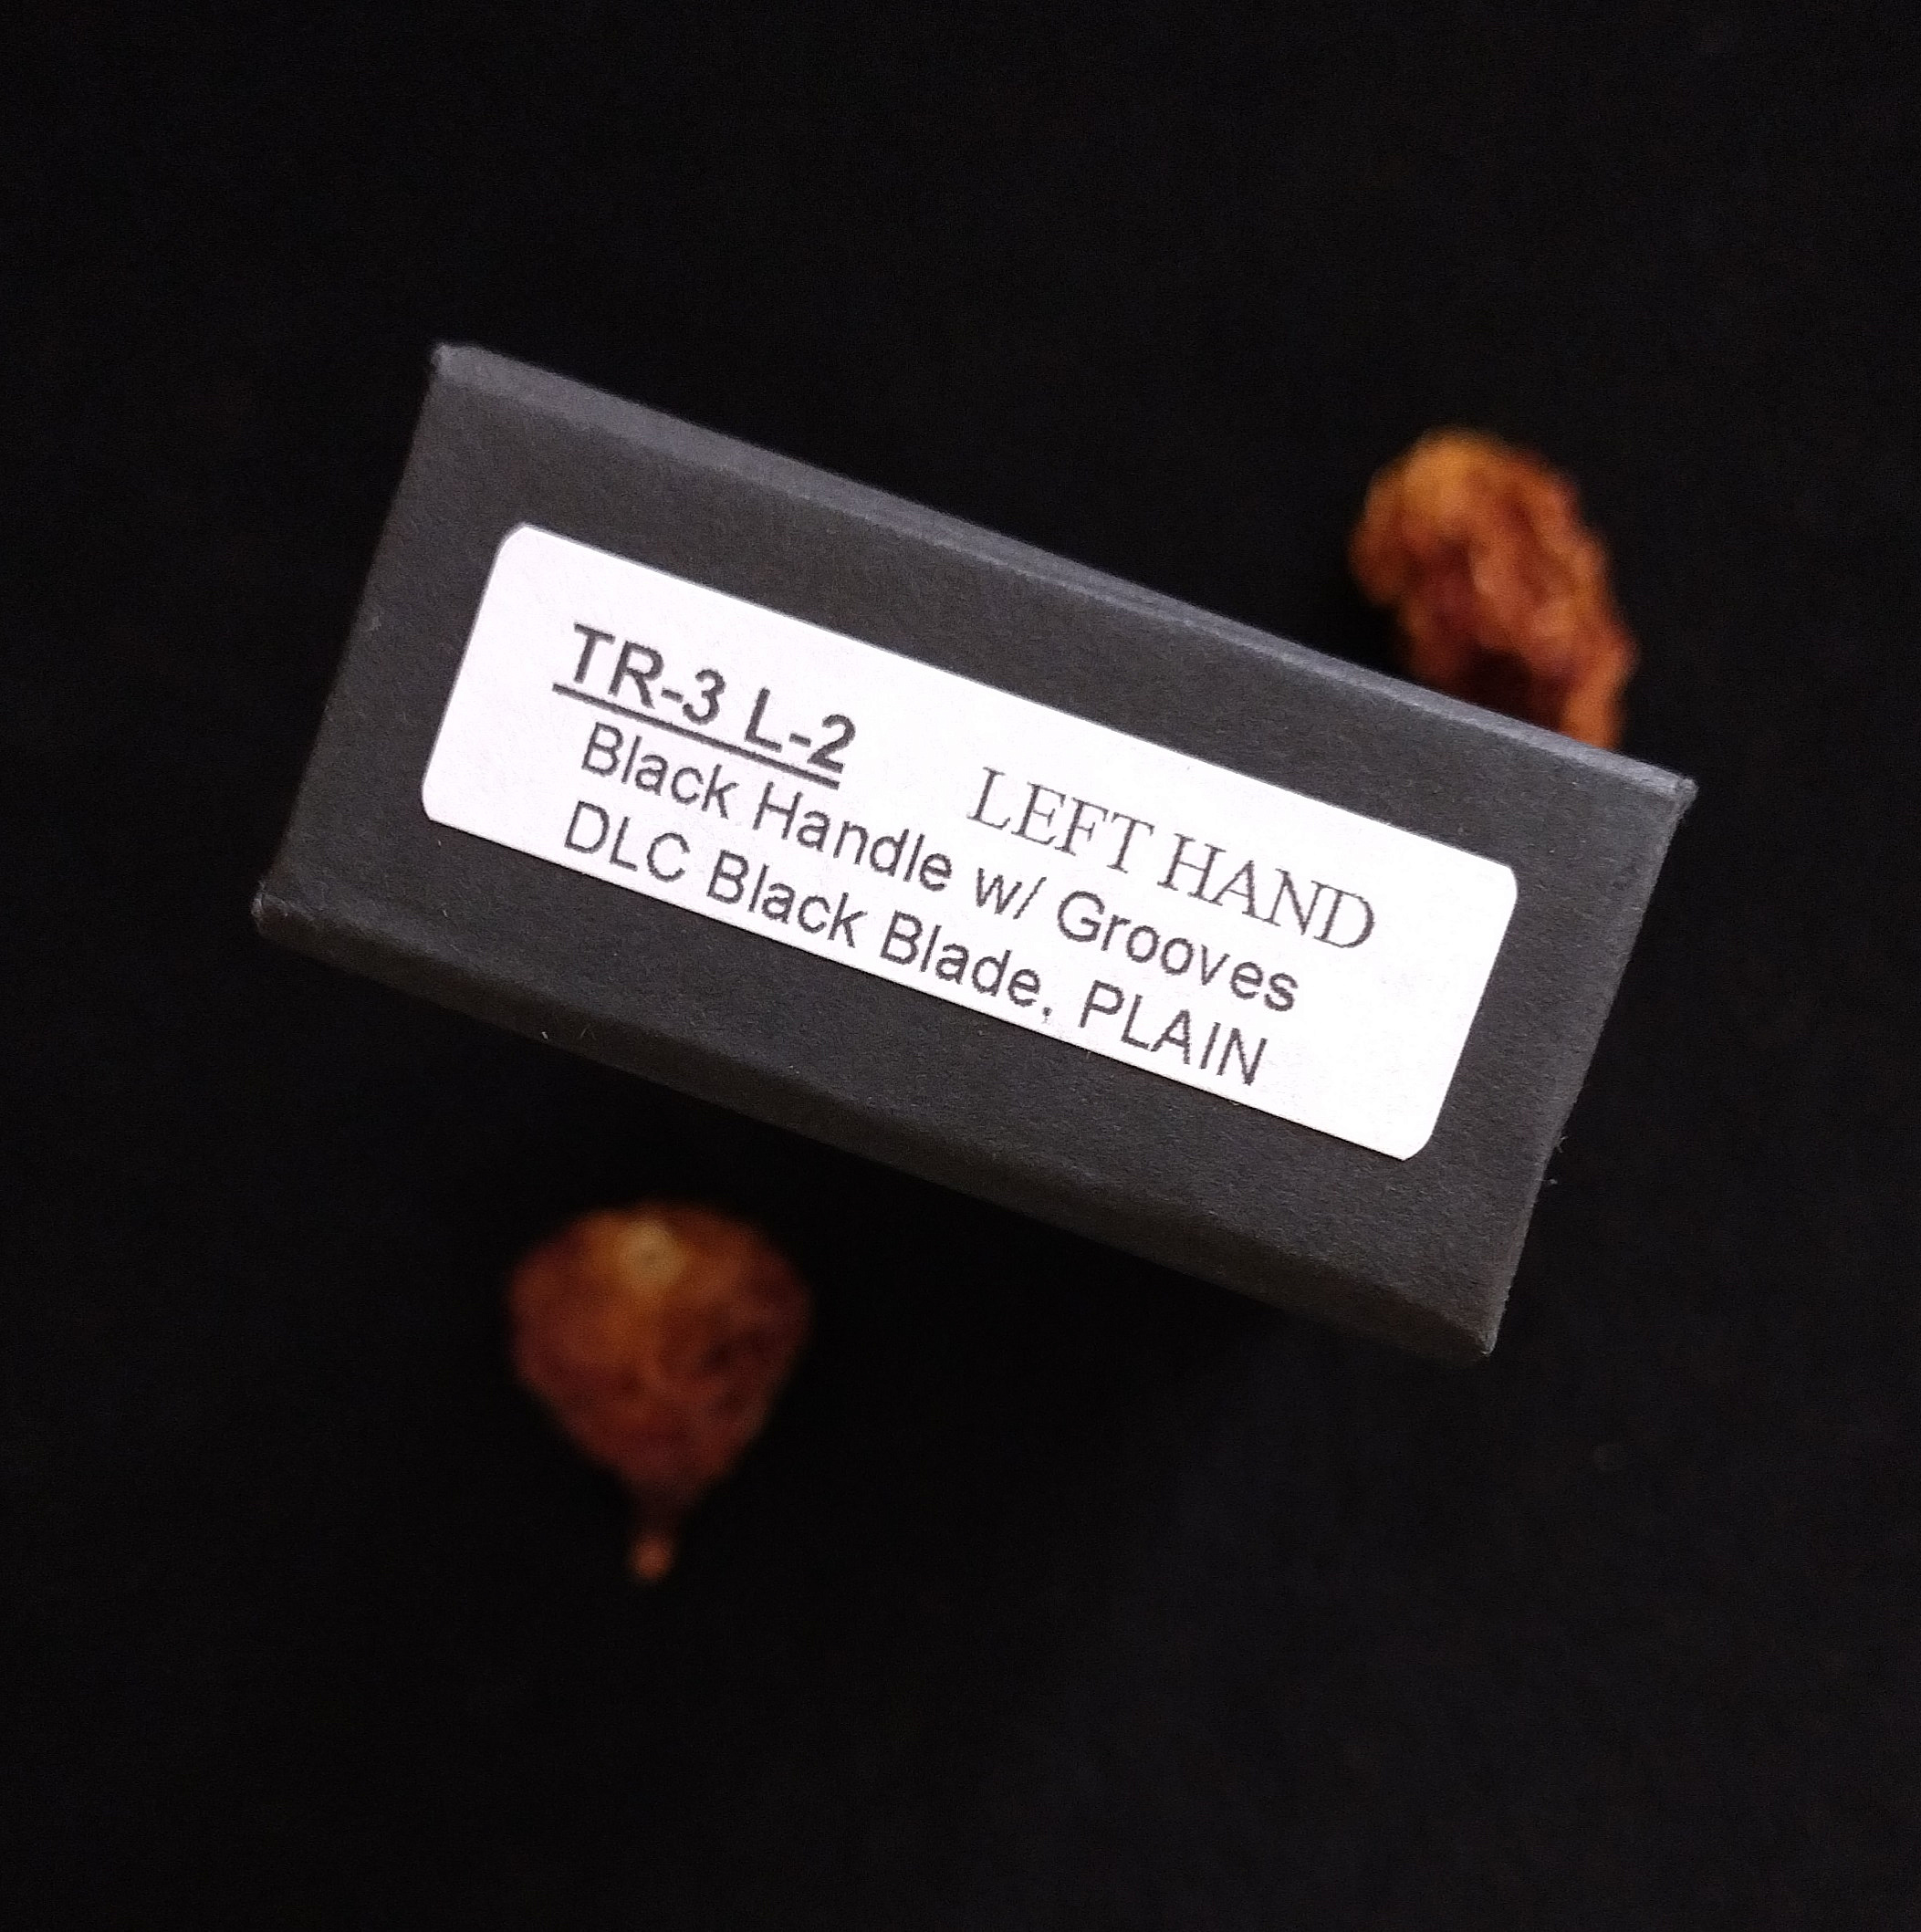 TR-3 L-2 LEFT HAND
Black Handle w/ Grooves
DLC Black Blade, PLAIN